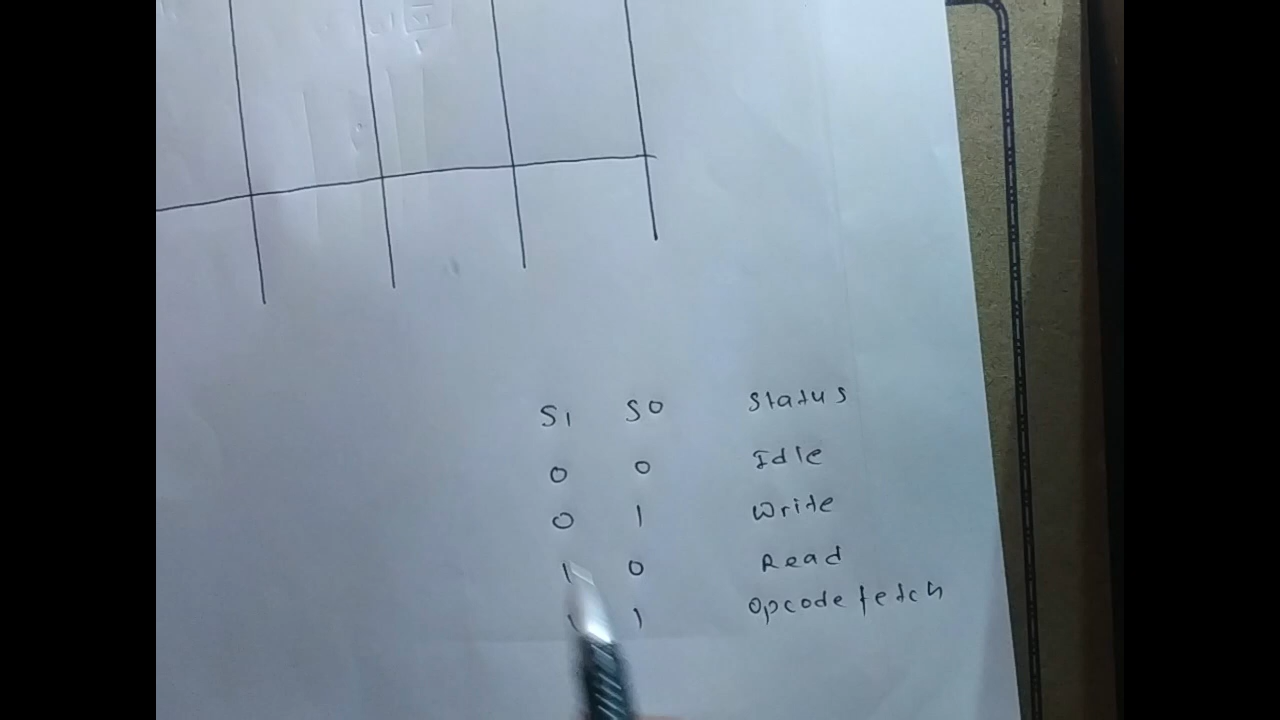 S1 S0 Status
0 0 Idle
0 1 Write
1 0 Read
1 1 Opcode fetch